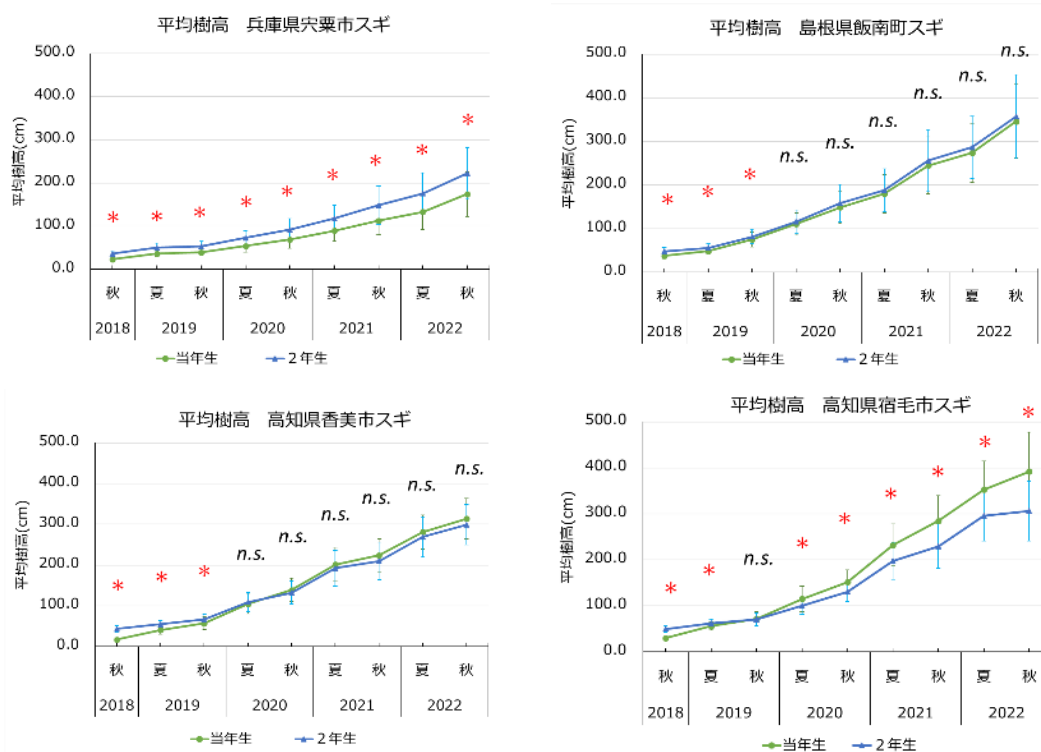 平均樹高 兵庫県宍粟市スギ
平均樹高(cm)
500.0
400.0
300.0
200.0
100.0
0.0
* * * * * * * * *
秋 夏 秋 夏 秋 夏 秋 夏 秋
2018 2019 2020 2021 2022
当年生 2年生
平均樹高 島根県飯南町スギ
平均樹高(cm)
500.0
400.0
300.0
200.0
100.0
0.0
* * * n.s. n.s. n.s. n.s. n.s. n.s.
秋 夏 秋 夏 秋 夏 秋 夏 秋
2018 2019 2020 2021 2022
当年生 2年生
平均樹高 高知県香美市スギ
平均樹高(cm)
500.0
400.0
300.0
200.0
100.0
0.0
* * * n.s. n.s. n.s. n.s. n.s. n.s.
秋 夏 秋 夏 秋 夏 秋 夏 秋
2018 2019 2020 2021 2022
当年生 2年生
平均樹高 高知県宿毛市スギ
平均樹高(cm)
500.0
400.0
300.0
200.0
100.0
0.0
* * n.s. * * * * * *
秋 夏 秋 夏 秋 夏 秋 夏 秋
2018 2019 2020 2021 2022
当年生 2年生